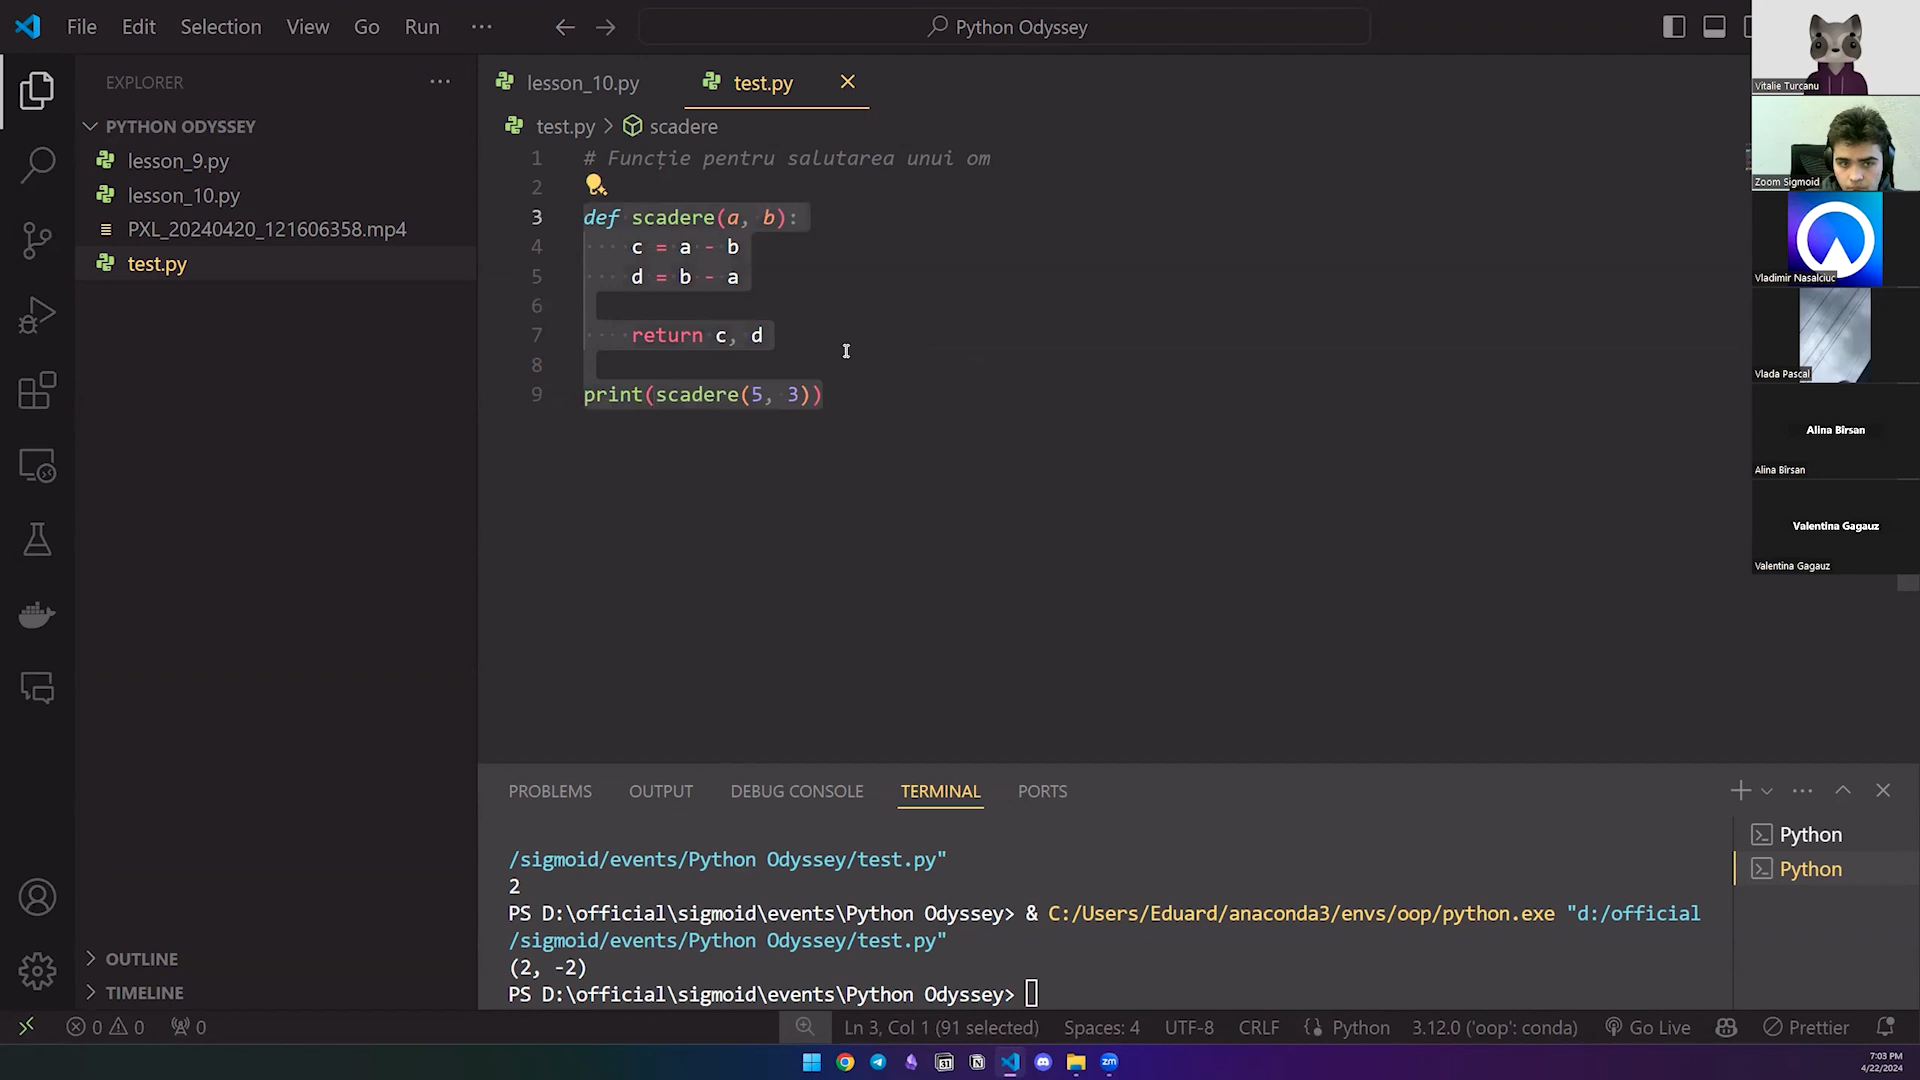 File Edit Selection View Go Run ···
Python Odyssey
EXPLORER ···
PYTHON ODYSSEY
lesson_9.py
lesson_10.py
PXL_20240420_121606358.mp4
test.py
OUTLINE
TIMELINE
lesson_10.py test.py
test.py > scadere
1 # Funcție pentru salutarea unui om
2
3 def scadere(a, b):
4 c = a - b
5 d = b - a
6
7 return c, d
8
9 print(scadere(5, 3))
PROBLEMS OUTPUT DEBUG CONSOLE TERMINAL PORTS
/sigmoid/events/Python Odyssey/test.py"
2
PS D:\official\sigmoid\events\Python Odyssey> & C:/Users/Eduard/anaconda3/envs/oop/python.exe "d:/official
/sigmoid/events/Python Odyssey/test.py"
(2, -2)
PS D:\official\sigmoid\events\Python Odyssey>
Python
Python
Vitalie Turcanu
Zoom Sigmoid
Vladimir Nasalciuc
Vlada Pascal
Alina Bîrsan
Alina Bîrsan
Valentina Gagauz
Valentina Gagauz
0 0 0 Ln 3, Col 1 (91 selected) Spaces: 4 UTF-8 CRLF Python 3.12.0 ('oop': conda) Go Live Prettier
31
zm
7:03 PM
4/22/2024